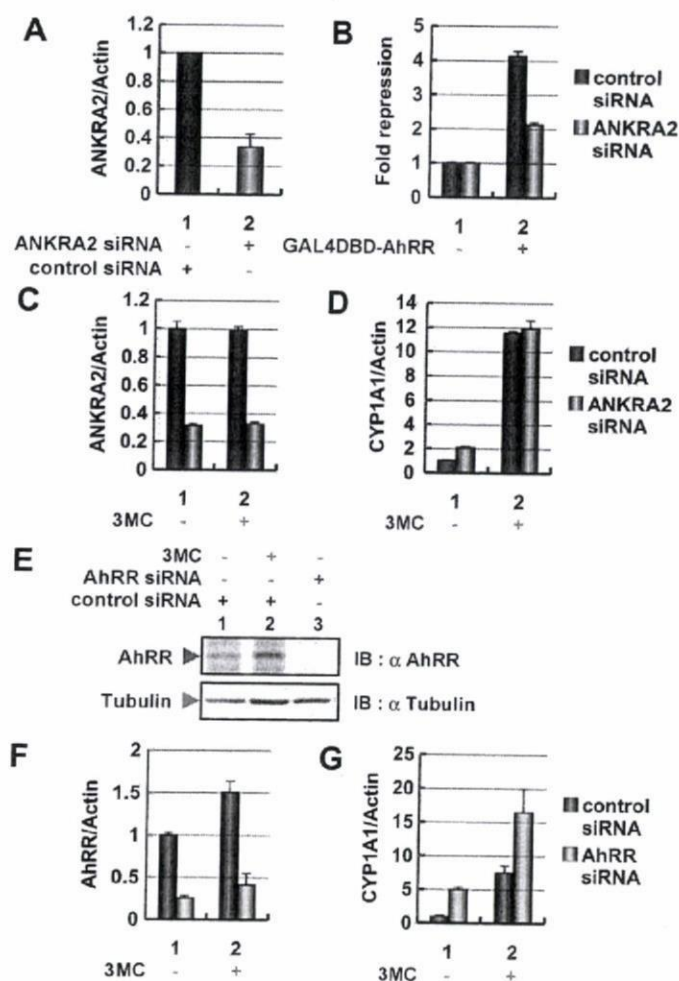 A
1.2
1
0.8
0.6
0.4
0.2
0
ANKRA2/Actin
1 2
ANKRA2 siRNA - +
control siRNA + -
B
5
4
3
2
1
0
Fold repression
1 2
GAL4DBD-AhRR - +
control
siRNA
ANKRA2
siRNA
C
1.2
1
0.8
0.6
0.4
0.2
0
ANKRA2/Actin
1 2
3MC - +
D
14
12
10
8
6
4
2
0
CYP1A1/Actin
1 2
3MC - +
control
siRNA
ANKRA2
siRNA
E
3MC - + -
AhRR siRNA - - +
control siRNA + + -
1 2 3
AhRR IB : α AhRR
Tubulin IB : α Tubulin
F
2
1.5
1
0.5
0
AhRR/Actin
1 2
3MC - +
G
25
20
15
10
5
0
CYP1A1/Actin
1 2
3MC - +
control
siRNA
AhRR
siRNA